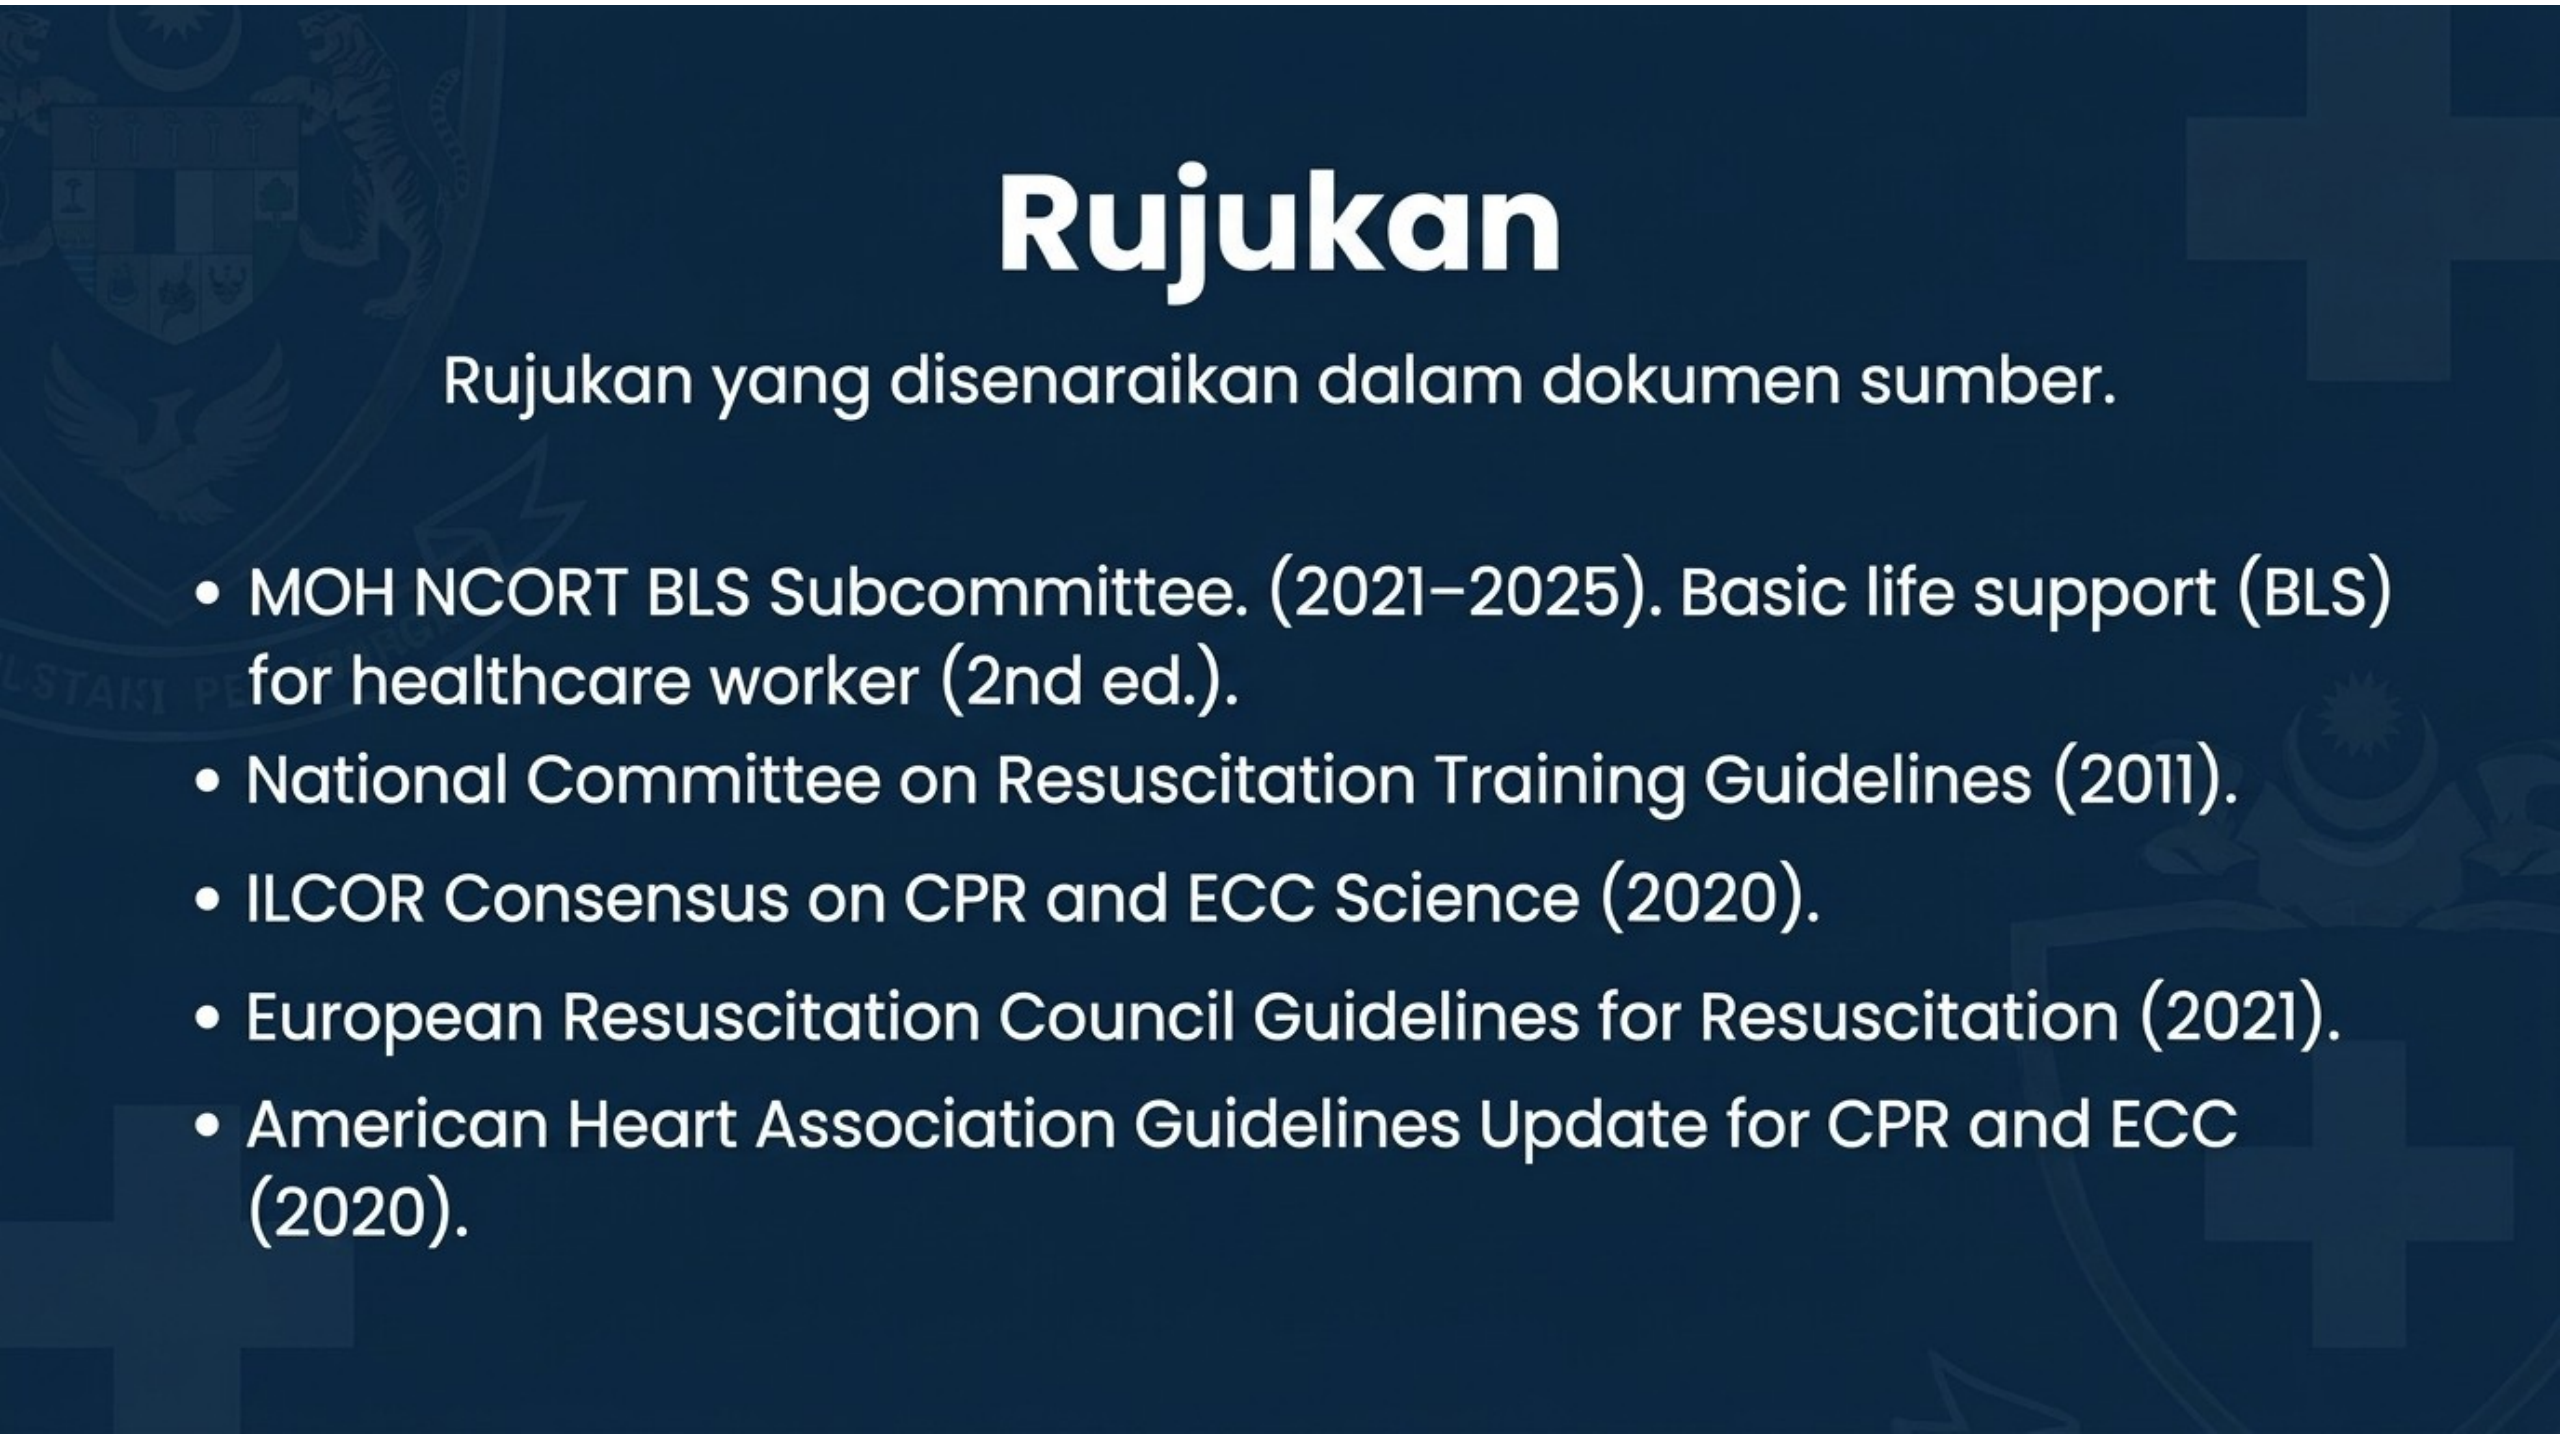 Rujukan
Rujukan yang disenaraikan dalam dokumen sumber.
• MOH NCORT BLS Subcommittee. (2021–2025). Basic life support (BLS)
for healthcare worker (2nd ed.).
• National Committee on Resuscitation Training Guidelines (2011).
• ILCOR Consensus on CPR and ECC Science (2020).
• European Resuscitation Council Guidelines for Resuscitation (2021).
• American Heart Association Guidelines Update for CPR and ECC
(2020).